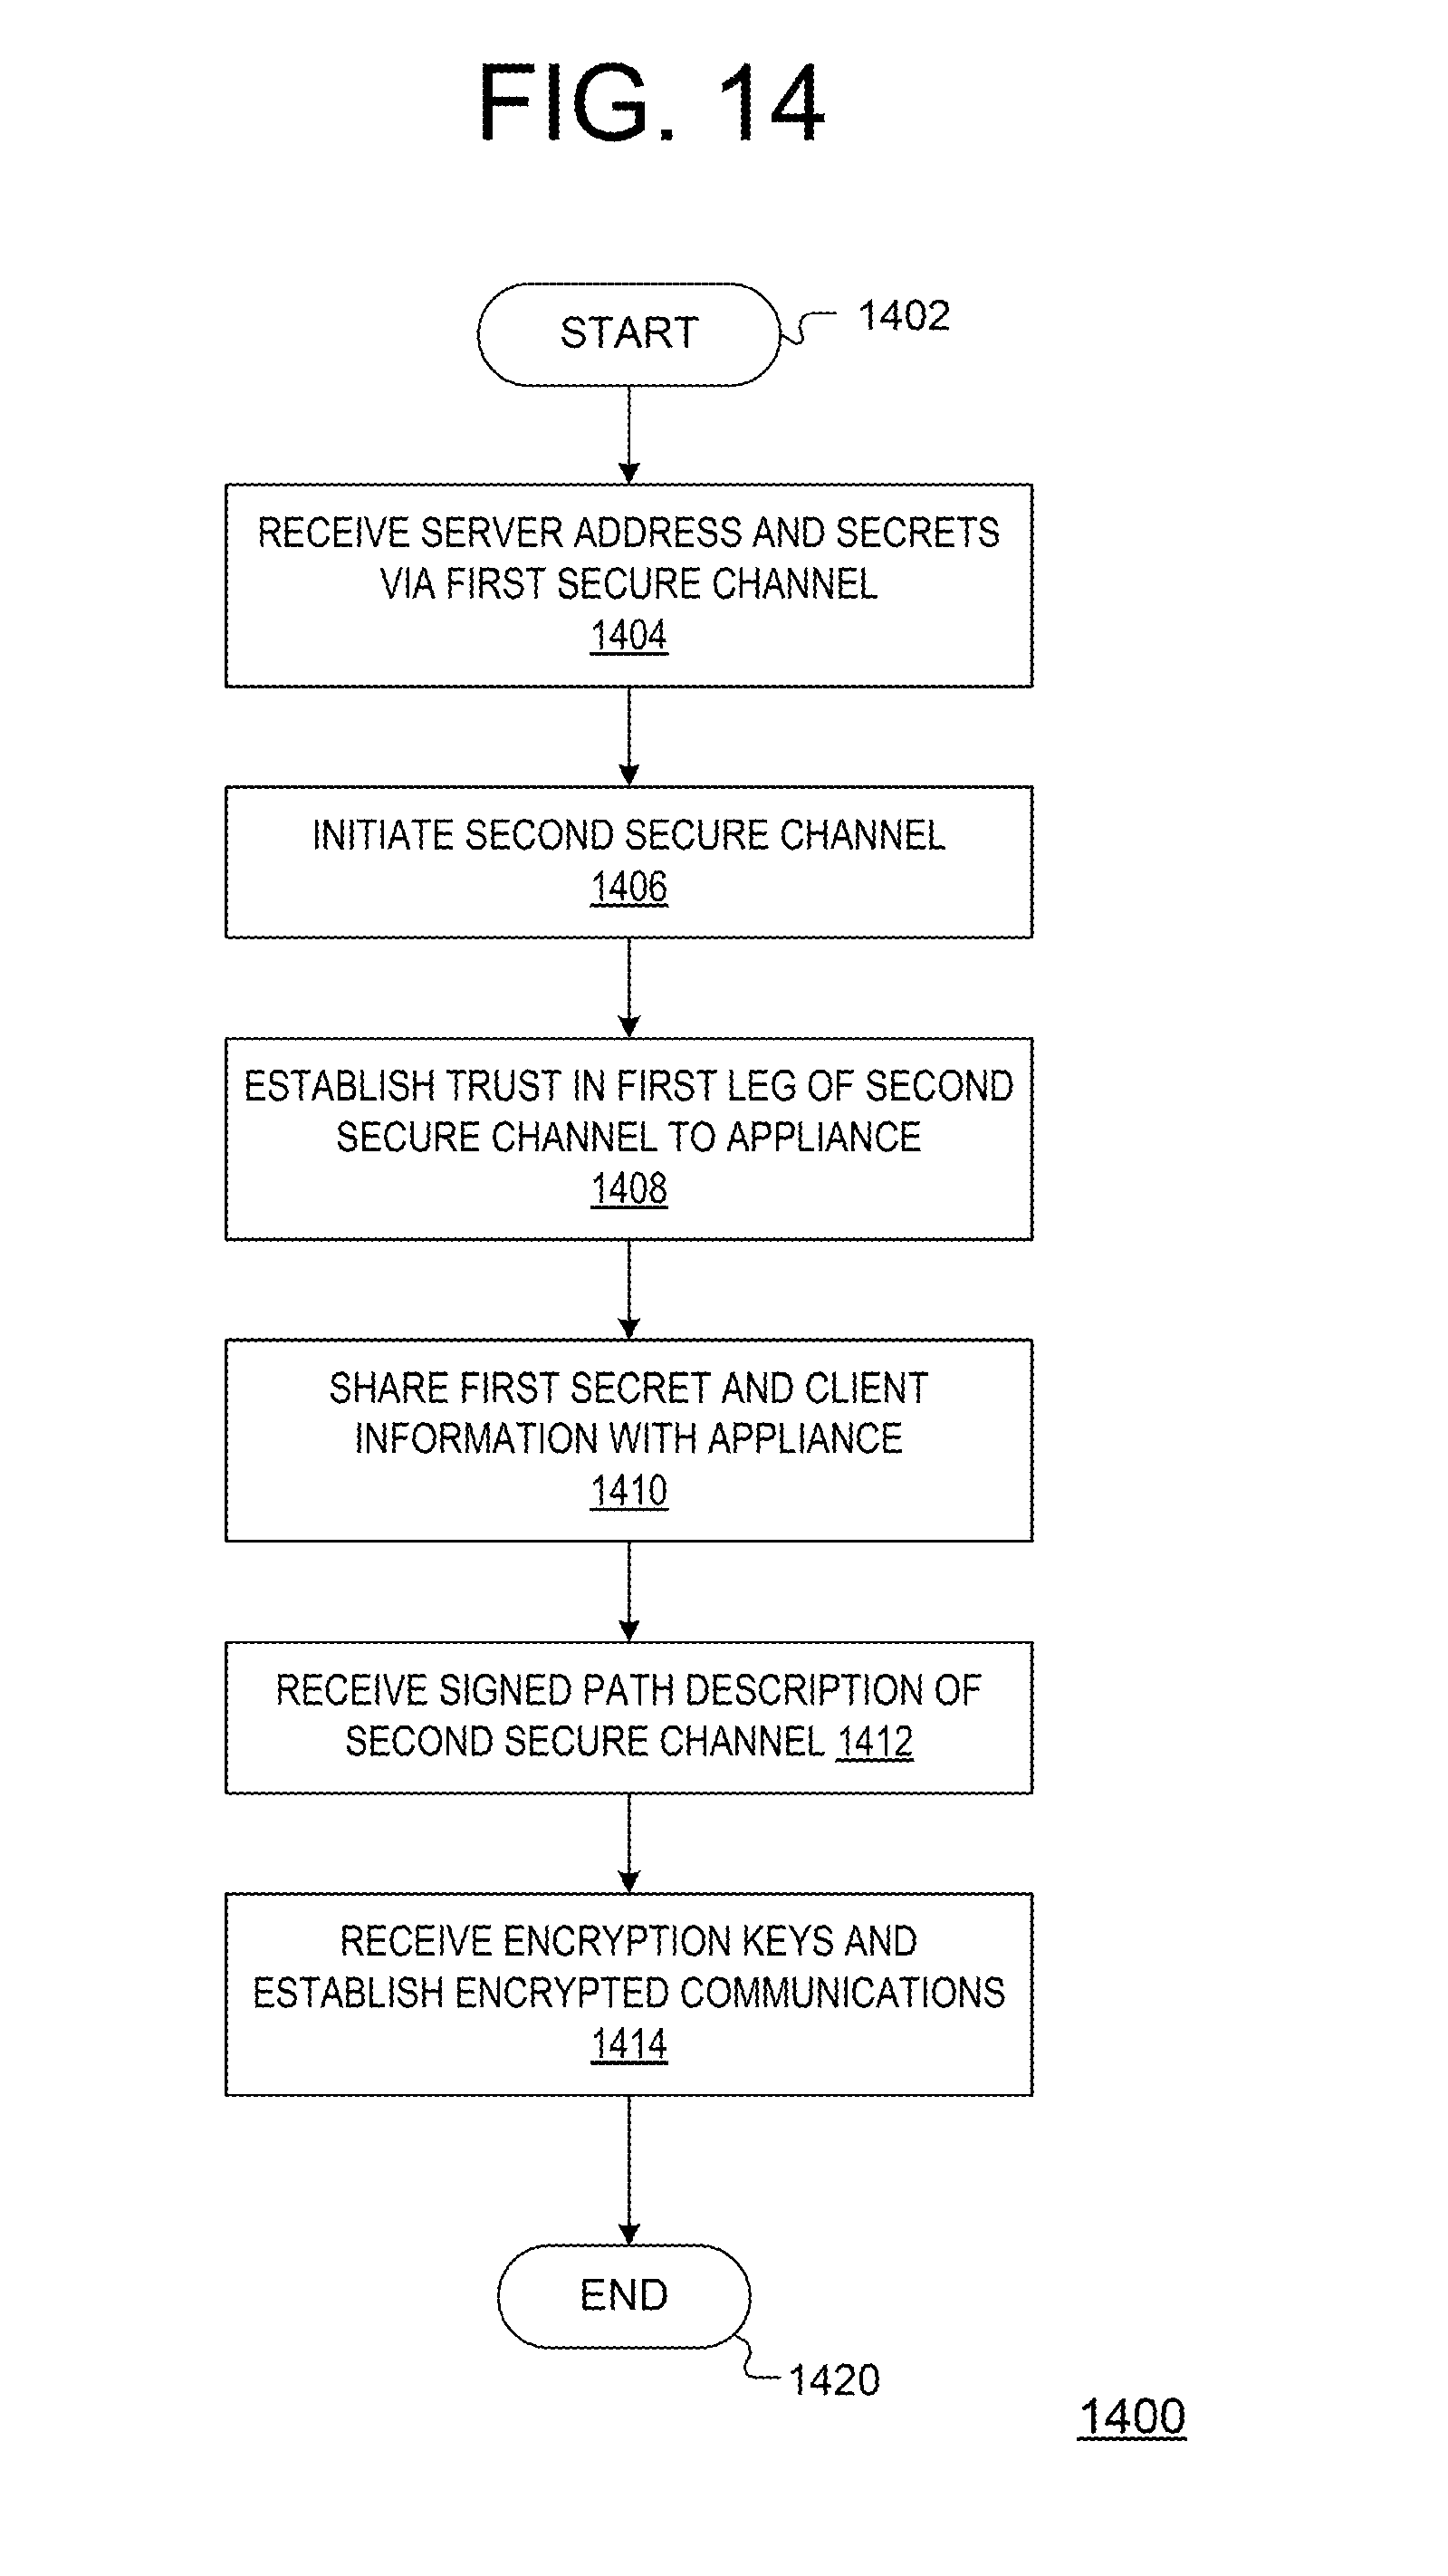 FIG. 14
START
1402
RECEIVE SERVER ADDRESS AND SECRETS
VIA FIRST SECURE CHANNEL
1404
INITIATE SECOND SECURE CHANNEL
1406
ESTABLISH TRUST IN FIRST LEG OF SECOND
SECURE CHANNEL TO APPLIANCE
1408
SHARE FIRST SECRET AND CLIENT
INFORMATION WITH APPLIANCE
1410
RECEIVE SIGNED PATH DESCRIPTION OF
SECOND SECURE CHANNEL 1412
RECEIVE ENCRYPTION KEYS AND
ESTABLISH ENCRYPTED COMMUNICATIONS
1414
END
1420
1400